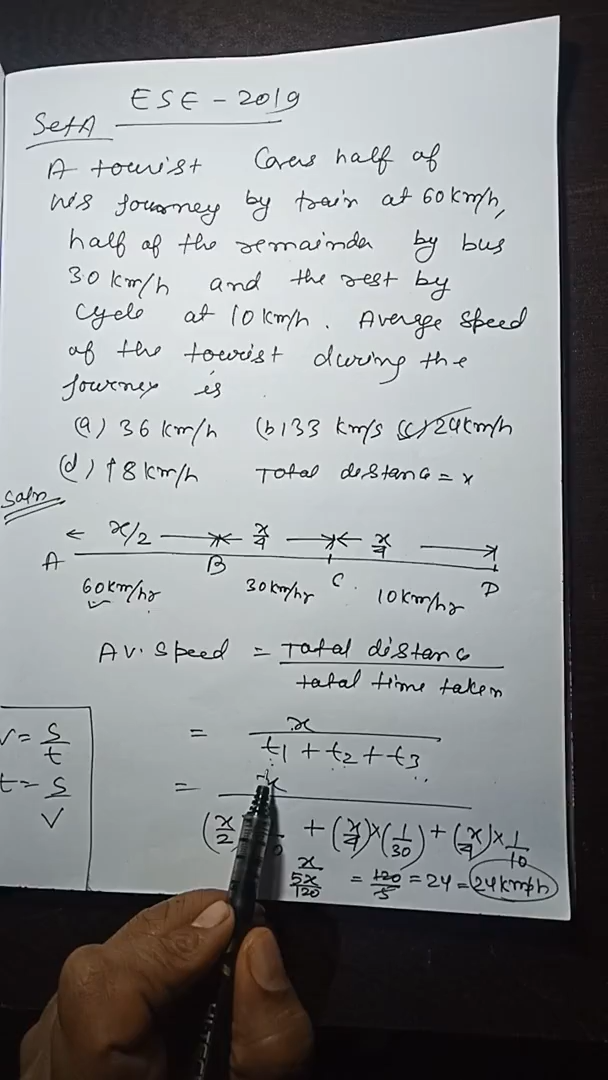 ESE - 2019
Set A
A tourist Covers half of
his journey by train at 60 km/h,
half of the remainder by bus
30 km/h and the rest by
cycle at 10 km/h. Average speed
of the tourist during the
journey is
(a) 36 km/h (b) 33 km/s (c) 24 km/h
(d) 18 km/h Total distance = x
Soln
x/2 x/4 x/4
A B C D
60 km/hr 30 km/hr 10 km/hr
Av. Speed = Total distance / total time taken
= x / t1 + t2 + t3
v = s/t
t = s/v
= x / (x/2) + (x/4) × (1/30) + (x/4) × 1/10
x / 5x/120 = 120/5 = 24 = 24 kmph